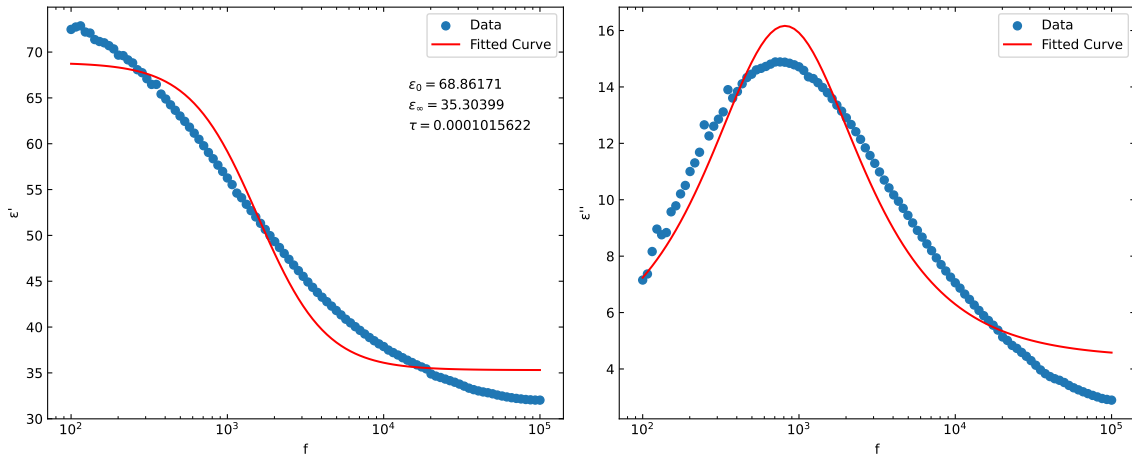 Data
Fitted Curve
ε₀ = 68.86171
ε∞ = 35.30399
τ = 0.0001015622
ε'
70
65
60
55
50
45
40
35
30
10²
10³
10⁴
10⁵
f
Data
Fitted Curve
ε''
16
14
12
10
8
6
4
10²
10³
10⁴
10⁵
f